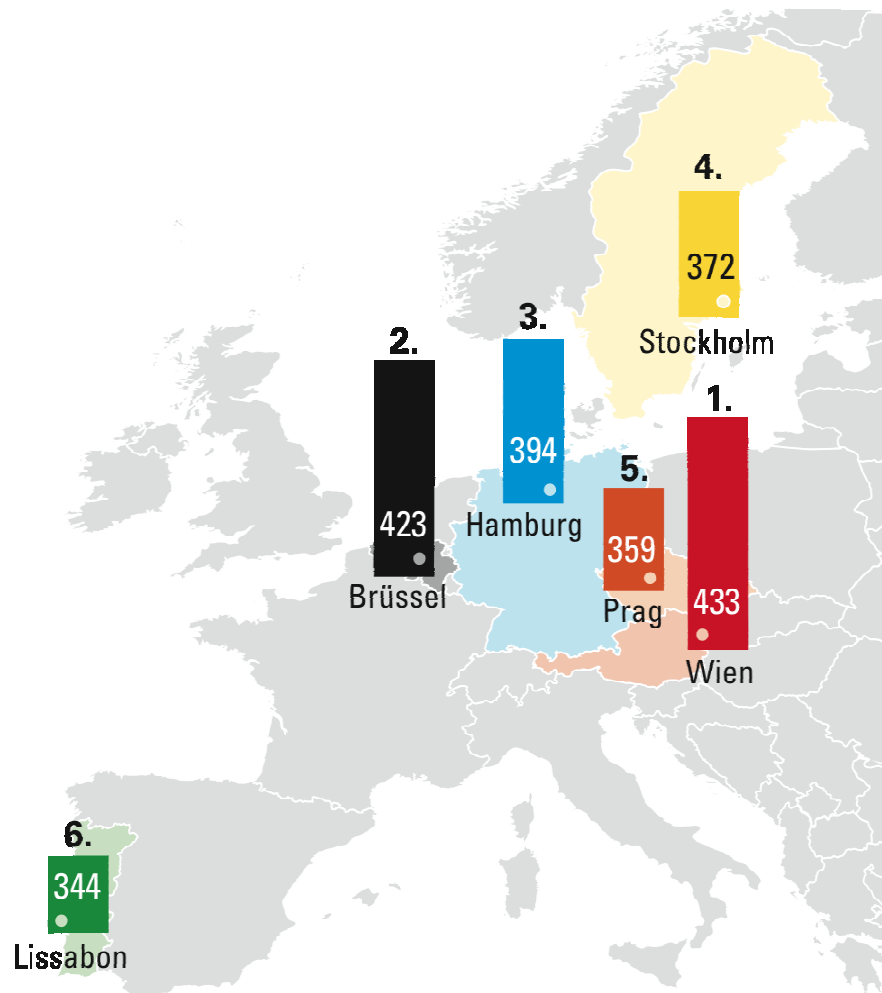 4.
372
Stockholm
3.
394
Hamburg
2.
423
Brüssel
1.
433
Wien
5.
359
Prag
6.
344
Lissabon